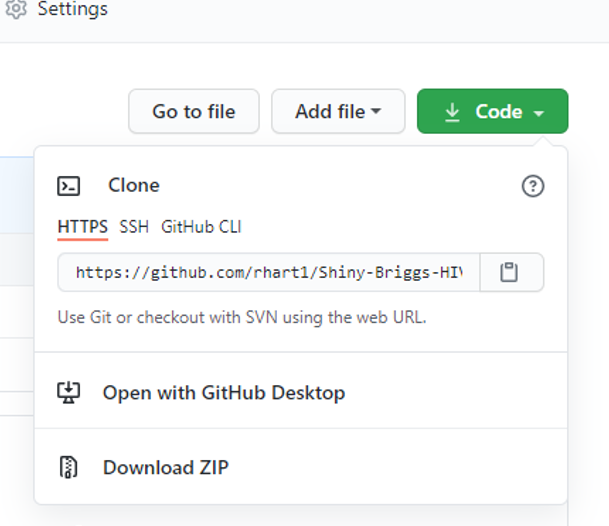 Settings
Go to file Add file Code
Clone
HTTPS SSH GitHub CLI
https://github.com/rhart1/Shiny-Briggs-HIV
Use Git or checkout with SVN using the web URL.
Open with GitHub Desktop
Download ZIP